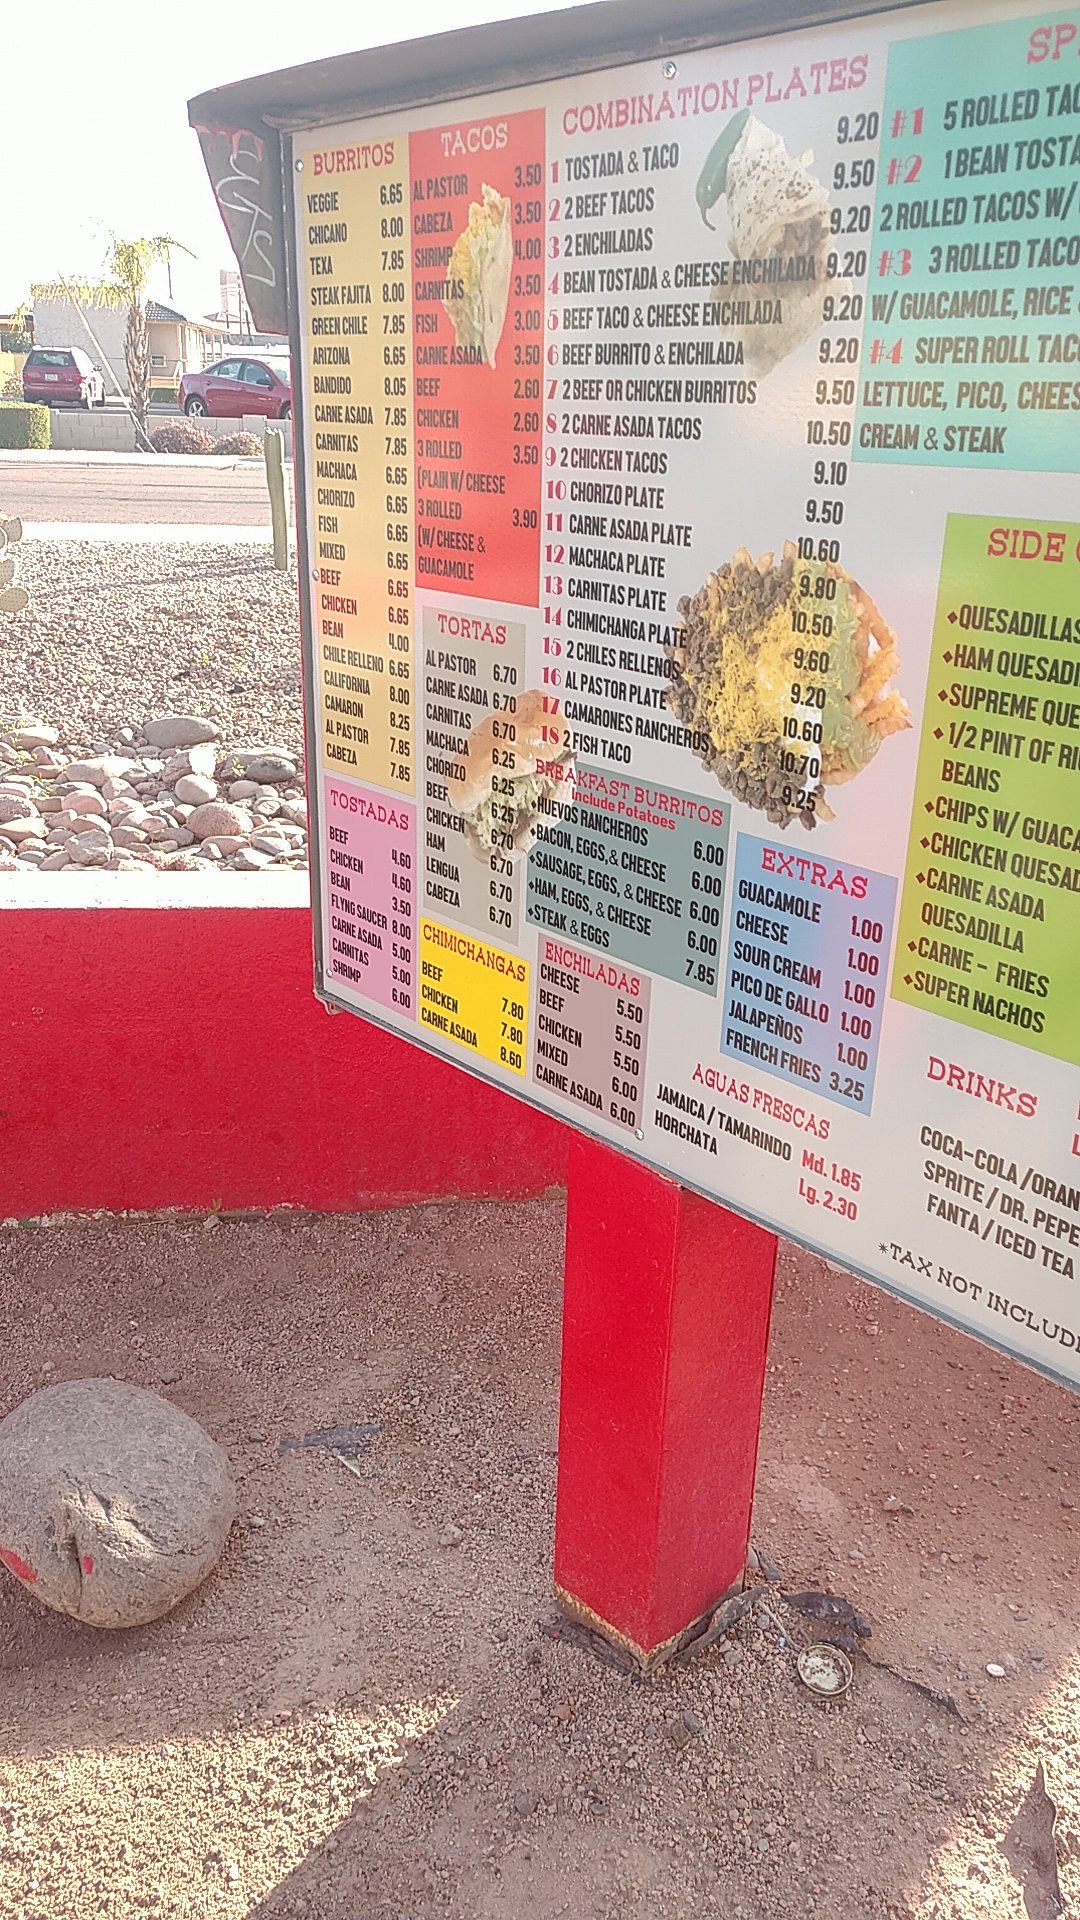 BURRITOS
VEGGIE 6.65
CHICANO 8.00
TEXA 7.85
STEAK FAJITA 8.00
GREEN CHILE 7.85
ARIZONA 6.65
BANDIDO 8.05
CARNE ASADA 7.85
CARNITAS 7.85
MACHACA 6.65
CHORIZO 6.65
FISH 6.65
MIXED 6.65
BEEF 6.65
CHICKEN 6.65
BEAN 4.00
CHILE RELLENO 6.65
CALIFORNIA 8.00
CAMARON 8.25
AL PASTOR 7.85
CABEZA 7.85
TOSTADAS
BEEF 4.60
CHICKEN 4.60
BEAN 3.50
FLYNG SAUCER 8.00
CARNE ASADA 5.00
CARNITAS 5.00
SHRIMP 6.00
TACOS
AL PASTOR 3.50
CABEZA 3.50
SHRIMP 4.00
CARNITAS 3.50
FISH 3.00
CARNE ASADA 3.50
BEEF 2.60
CHICKEN 2.60
3 ROLLED 3.50
(PLAIN W/ CHEESE
3 ROLLED 3.90
(W/ CHEESE &
GUACAMOLE
TORTAS
AL PASTOR 6.70
CARNE ASADA 6.70
CARNITAS 6.70
MACHACA 6.25
CHORIZO 6.25
BEEF 6.25
CHICKEN 6.70
HAM 6.70
LENGUA 6.70
CABEZA 6.70
CHIMICHANGAS
BEEF 7.80
CHICKEN 7.80
CARNE ASADA 8.60
COMBINATION PLATES
1 TOSTADA & TACO 9.20
2 2 BEEF TACOS 9.50
3 2 ENCHILADAS 9.20
4 BEAN TOSTADA & CHEESE ENCHILADA 9.20
5 BEEF TACO & CHEESE ENCHILADA 9.20
6 BEEF BURRITO & ENCHILADA 9.20
7 2 BEEF OR CHICKEN BURRITOS 9.50
8 2 CARNE ASADA TACOS 10.50
9 2 CHICKEN TACOS 9.10
10 CHORIZO PLATE 9.50
11 CARNE ASADA PLATE 10.60
12 MACHACA PLATE 9.80
13 CARNITAS PLATE 10.50
14 CHIMICHANGA PLATE 9.60
15 2 CHILES RELLENOS 9.20
16 AL PASTOR PLATE 10.60
17 CAMARONES RANCHEROS 10.70
18 2 FISH TACO 9.25
BREAKFAST BURRITOS
Include Potatoes
HUEVOS RANCHEROS 6.00
BACON, EGGS, & CHEESE 6.00
SAUSAGE, EGGS, & CHEESE 6.00
HAM, EGGS, & CHEESE 6.00
STEAK & EGGS 7.85
ENCHILADAS
CHEESE 5.50
BEEF 5.50
CHICKEN 5.50
MIXED 6.00
CARNE ASADA 6.00
EXTRAS
GUACAMOLE 1.00
CHEESE 1.00
SOUR CREAM 1.00
PICO DE GALLO 1.00
JALAPEÑOS 1.00
FRENCH FRIES 3.25
AGUAS FRESCAS
JAMAICA / TAMARINDO Md. 1.85
HORCHATA Lg. 2.30
SP
#1 5 ROLLED TAC
#2 1 BEAN TOSTA
2 ROLLED TACOS W/
#3 3 ROLLED TACO
W/ GUACAMOLE, RICE
#4 SUPER ROLL TAC
LETTUCE, PICO, CHEES
CREAM & STEAK
SIDE
QUESADILLAS
HAM QUESADI
SUPREME QUE
1/2 PINT OF RI
BEANS
CHIPS W/ GUACA
CHICKEN QUESAD
CARNE ASADA
QUESADILLA
CARNE - FRIES
SUPER NACHOS
DRINKS
COCA-COLA / ORAN
SPRITE / DR. PEPE
FANTA / ICED TEA
*TAX NOT INCLUD